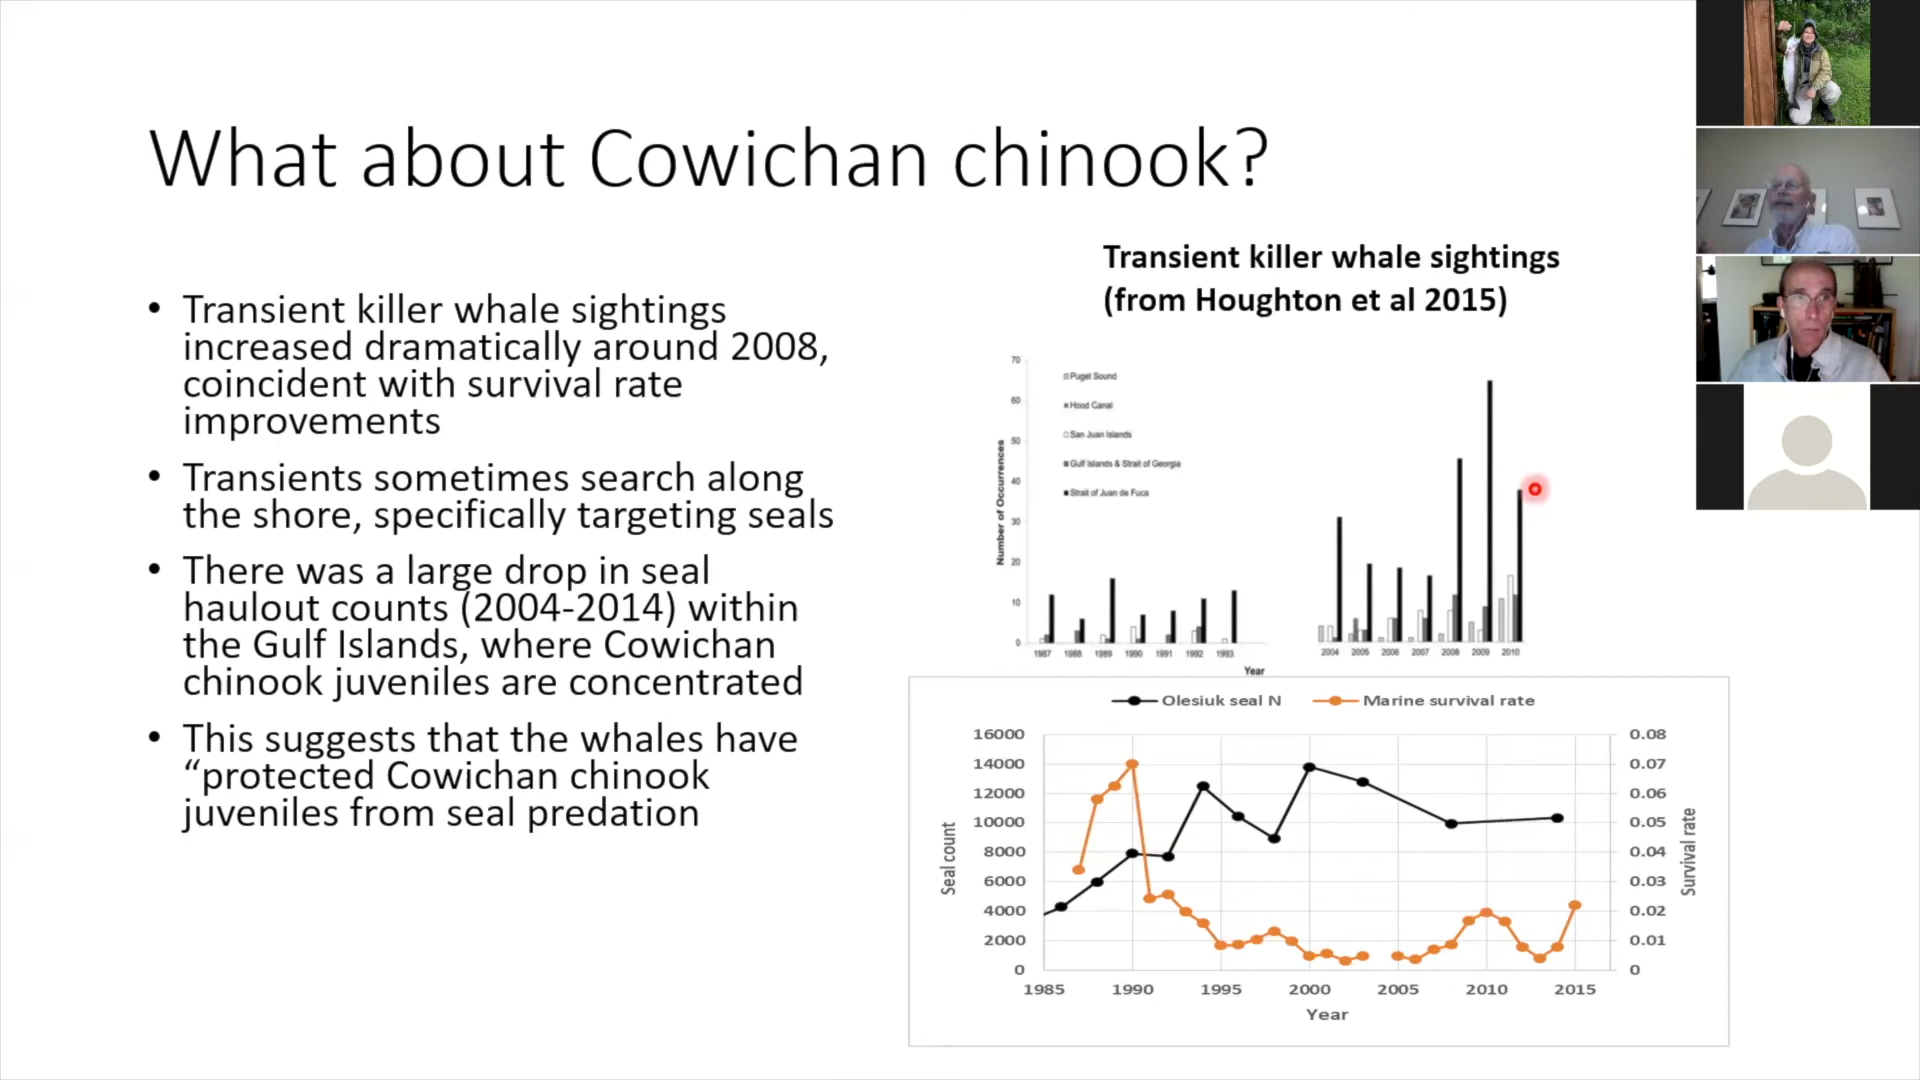 What about Cowichan chinook?
• Transient killer whale sightings
increased dramatically around 2008,
coincident with survival rate
improvements
• Transients sometimes search along
the shore, specifically targeting seals
• There was a large drop in seal
haulout counts (2004-2014) within
the Gulf Islands, where Cowichan
chinook juveniles are concentrated
• This suggests that the whales have
“protected Cowichan chinook
juveniles from seal predation
Transient killer whale sightings
(from Houghton et al 2015)
Number of Occurrences
70
60
50
40
30
20
10
0
Puget Sound
Hood Canal
San Juan Islands
Gulf Islands & Strait of Georgia
Strait of Juan de Fuca
1987 1988 1989 1990 1991 1992 1993 2004 2005 2006 2007 2008 2009 2010
Year
Olesiuk seal N Marine survival rate
Seal count
16000
14000
12000
10000
8000
6000
4000
2000
0
0.08
0.07
0.06
0.05
0.04
0.03
0.02
0.01
0
Survival rate
1985 1990 1995 2000 2005 2010 2015
Year